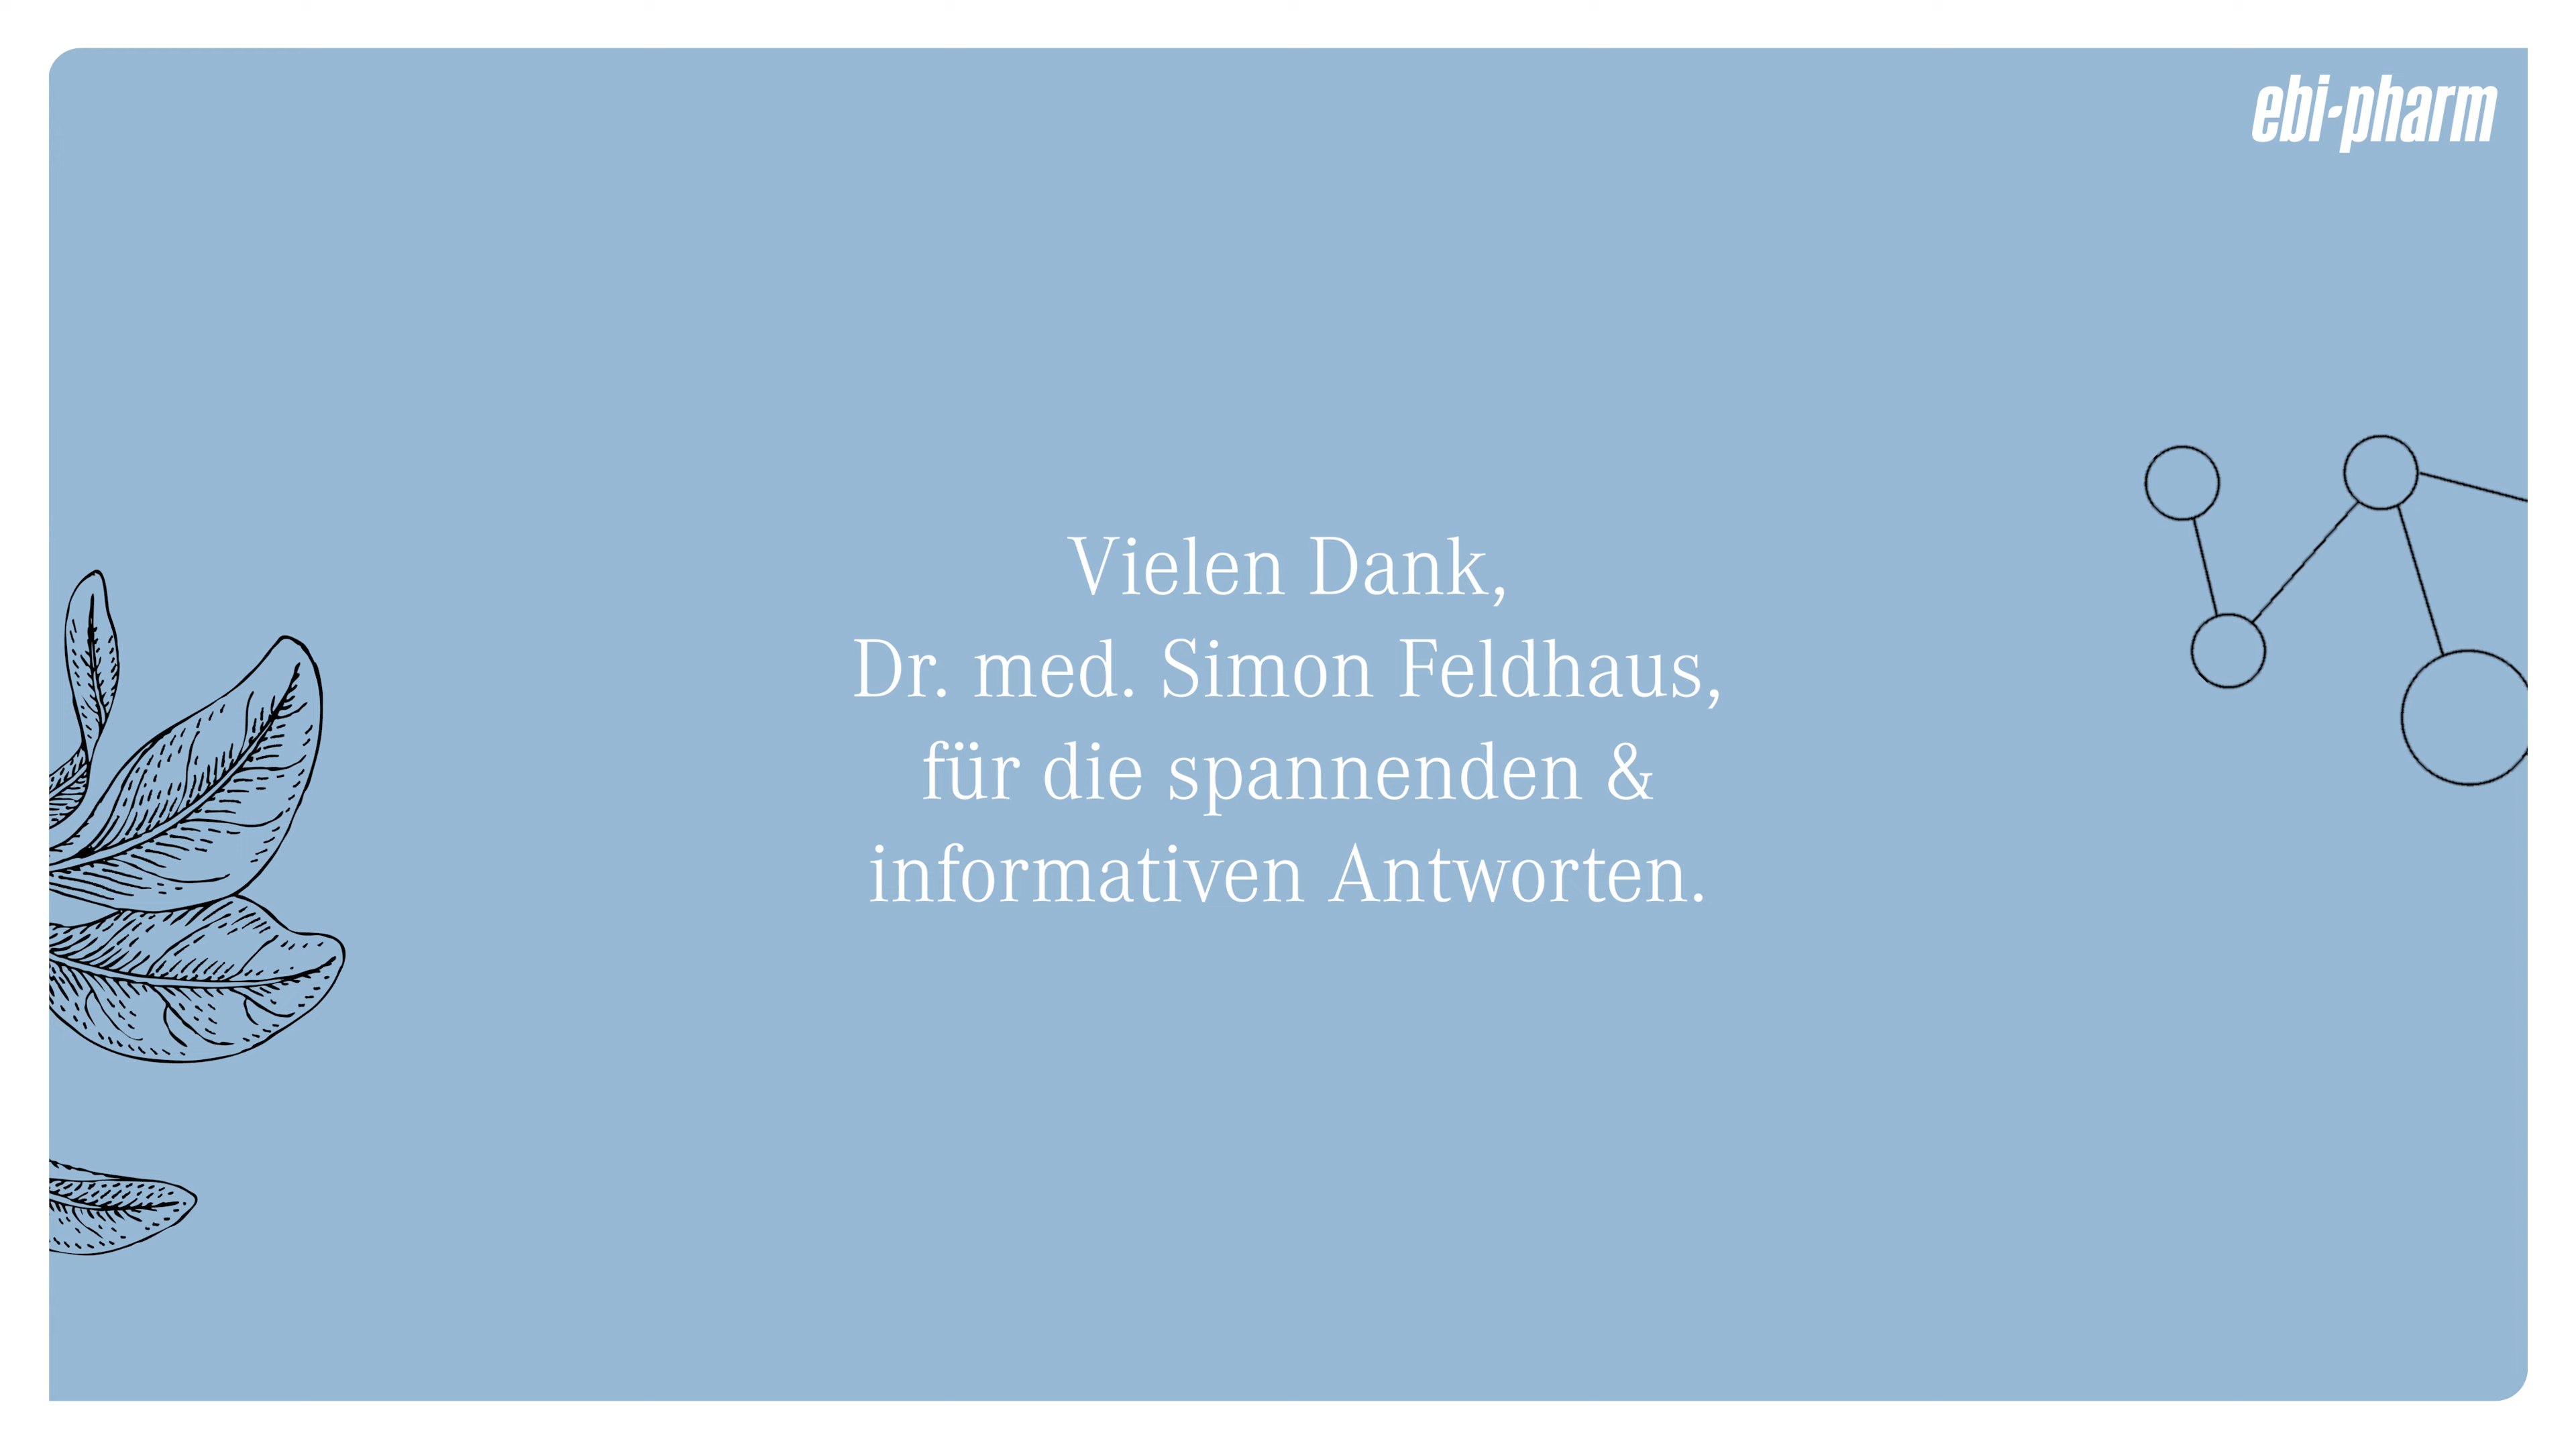 ebi-pharm
Vielen Dank,
Dr. med. Simon Feldhaus,
für die spannenden &
informativen Antworten.